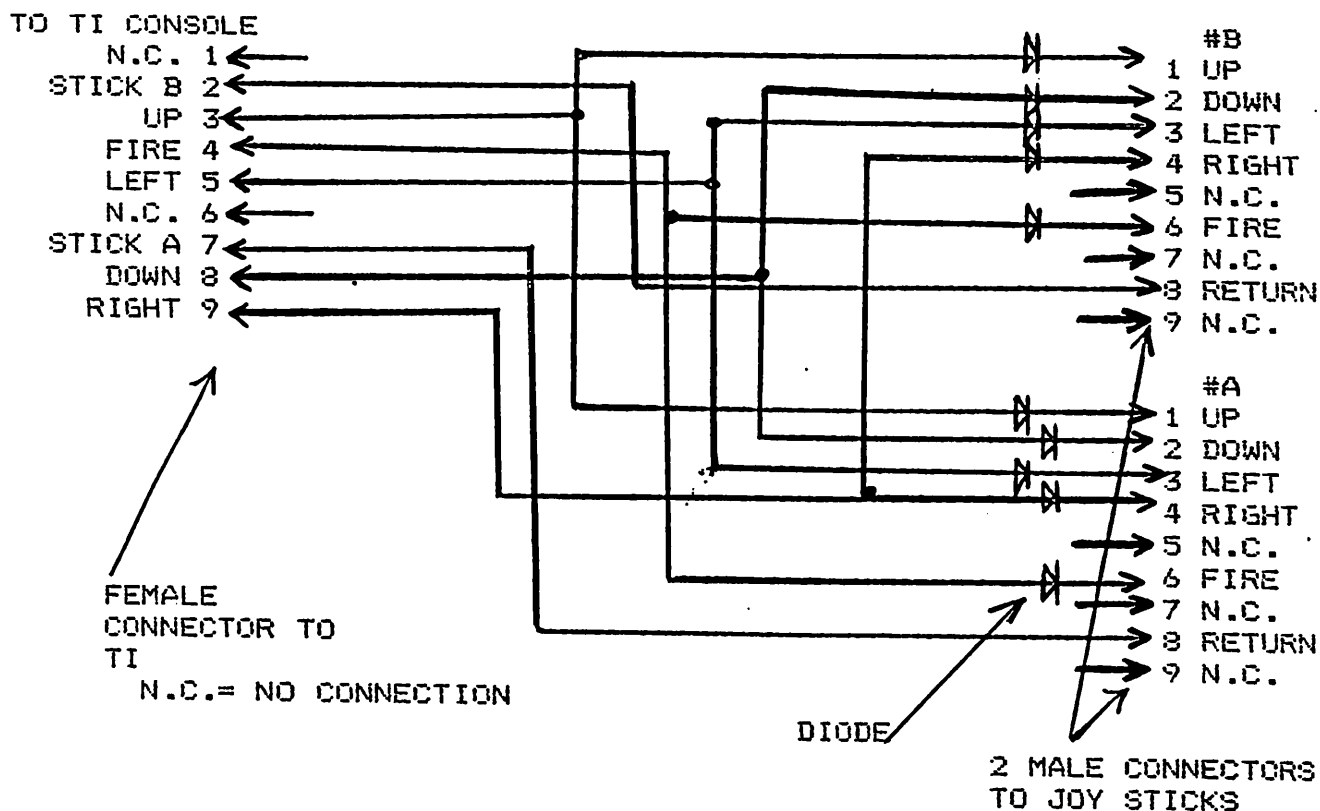 TO TI CONSOLE
N.C. 1
STICK B 2
UP 3
FIRE 4
LEFT 5
N.C. 6
STICK A 7
DOWN 8
RIGHT 9
#B
1 UP
2 DOWN
3 LEFT
4 RIGHT
5 N.C.
6 FIRE
7 N.C.
8 RETURN
9 N.C.
#A
1 UP
2 DOWN
3 LEFT
4 RIGHT
5 N.C.
6 FIRE
7 N.C.
8 RETURN
9 N.C.
FEMALE
CONNECTOR TO
TI
N.C.= NO CONNECTION
DIODE
2 MALE CONNECTORS
TO JOY STICKS